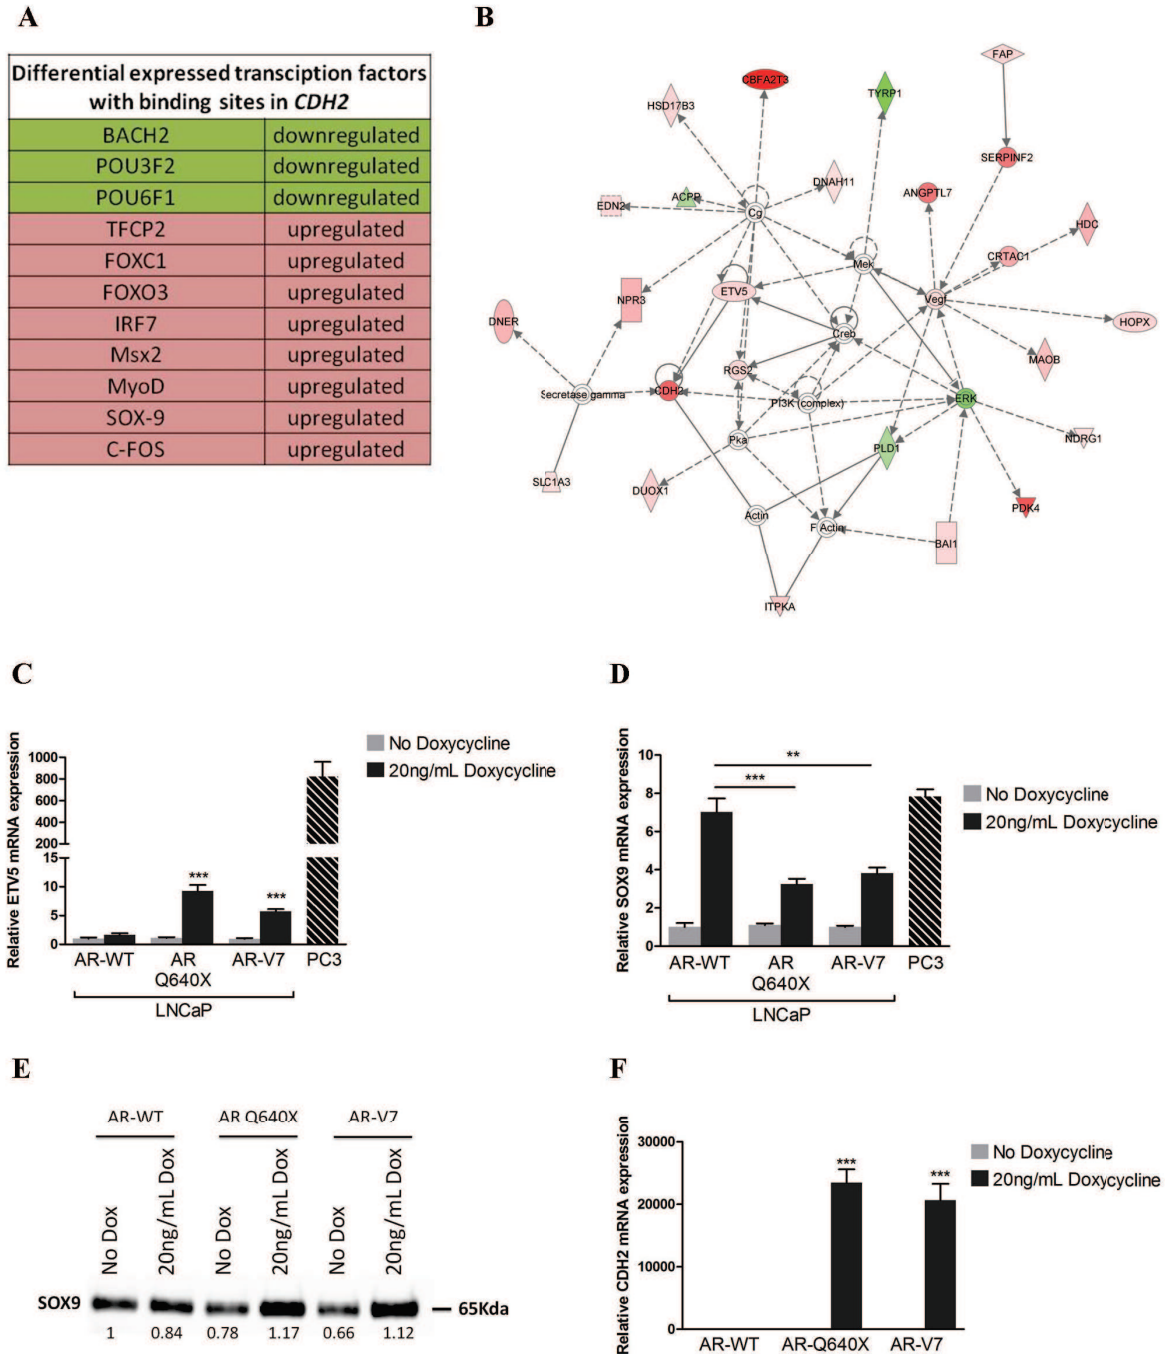 A
Differential expressed transciption factors
with binding sites in CDH2
BACH2 downregulated
POU3F2 downregulated
POU6F1 downregulated
TFCP2 upregulated
FOXC1 upregulated
FOXO3 upregulated
IRF7 upregulated
Msx2 upregulated
MyoD upregulated
SOX-9 upregulated
C-FOS upregulated
B
FAP
CBFA2T3
TYRP1
HSD17B3
SERPINF2
DNAH11
ANGPTL7
ACPP
EDN2
Cg
HDC
CRTAC1
Mek
ETV5
NPR3
Vegf
DNER
HOPX
Creb
MAOB
RGS2
CDH2
Secretase gamma
PI3K (complex)
ERK
Pka
NDRG1
PLD1
SLC1A3
DUOX1
PDK4
Actin
F Actin
BAI1
ITPKA
C
Relative ETV5 mRNA expression
1000
800
600
400
200
15
10
5
0
***
***
AR-WT
AR
Q640X
AR-V7
PC3
LNCaP
No Doxycycline
20ng/mL Doxycycline
D
Relative SOX9 mRNA expression
10
8
6
4
2
0
**
***
AR-WT
AR
Q640X
AR-V7
PC3
LNCaP
No Doxycycline
20ng/mL Doxycycline
E
AR-WT AR Q640X AR-V7
No Dox
20ng/mL Dox
No Dox
20ng/mL Dox
No Dox
20ng/mL Dox
SOX9
65Kda
1 0.84 0.78 1.17 0.66 1.12
F
Relative CDH2 mRNA expression
30000
20000
10000
0
***
***
AR-WT AR-Q640X AR-V7
No Doxycycline
20ng/mL Doxycycline